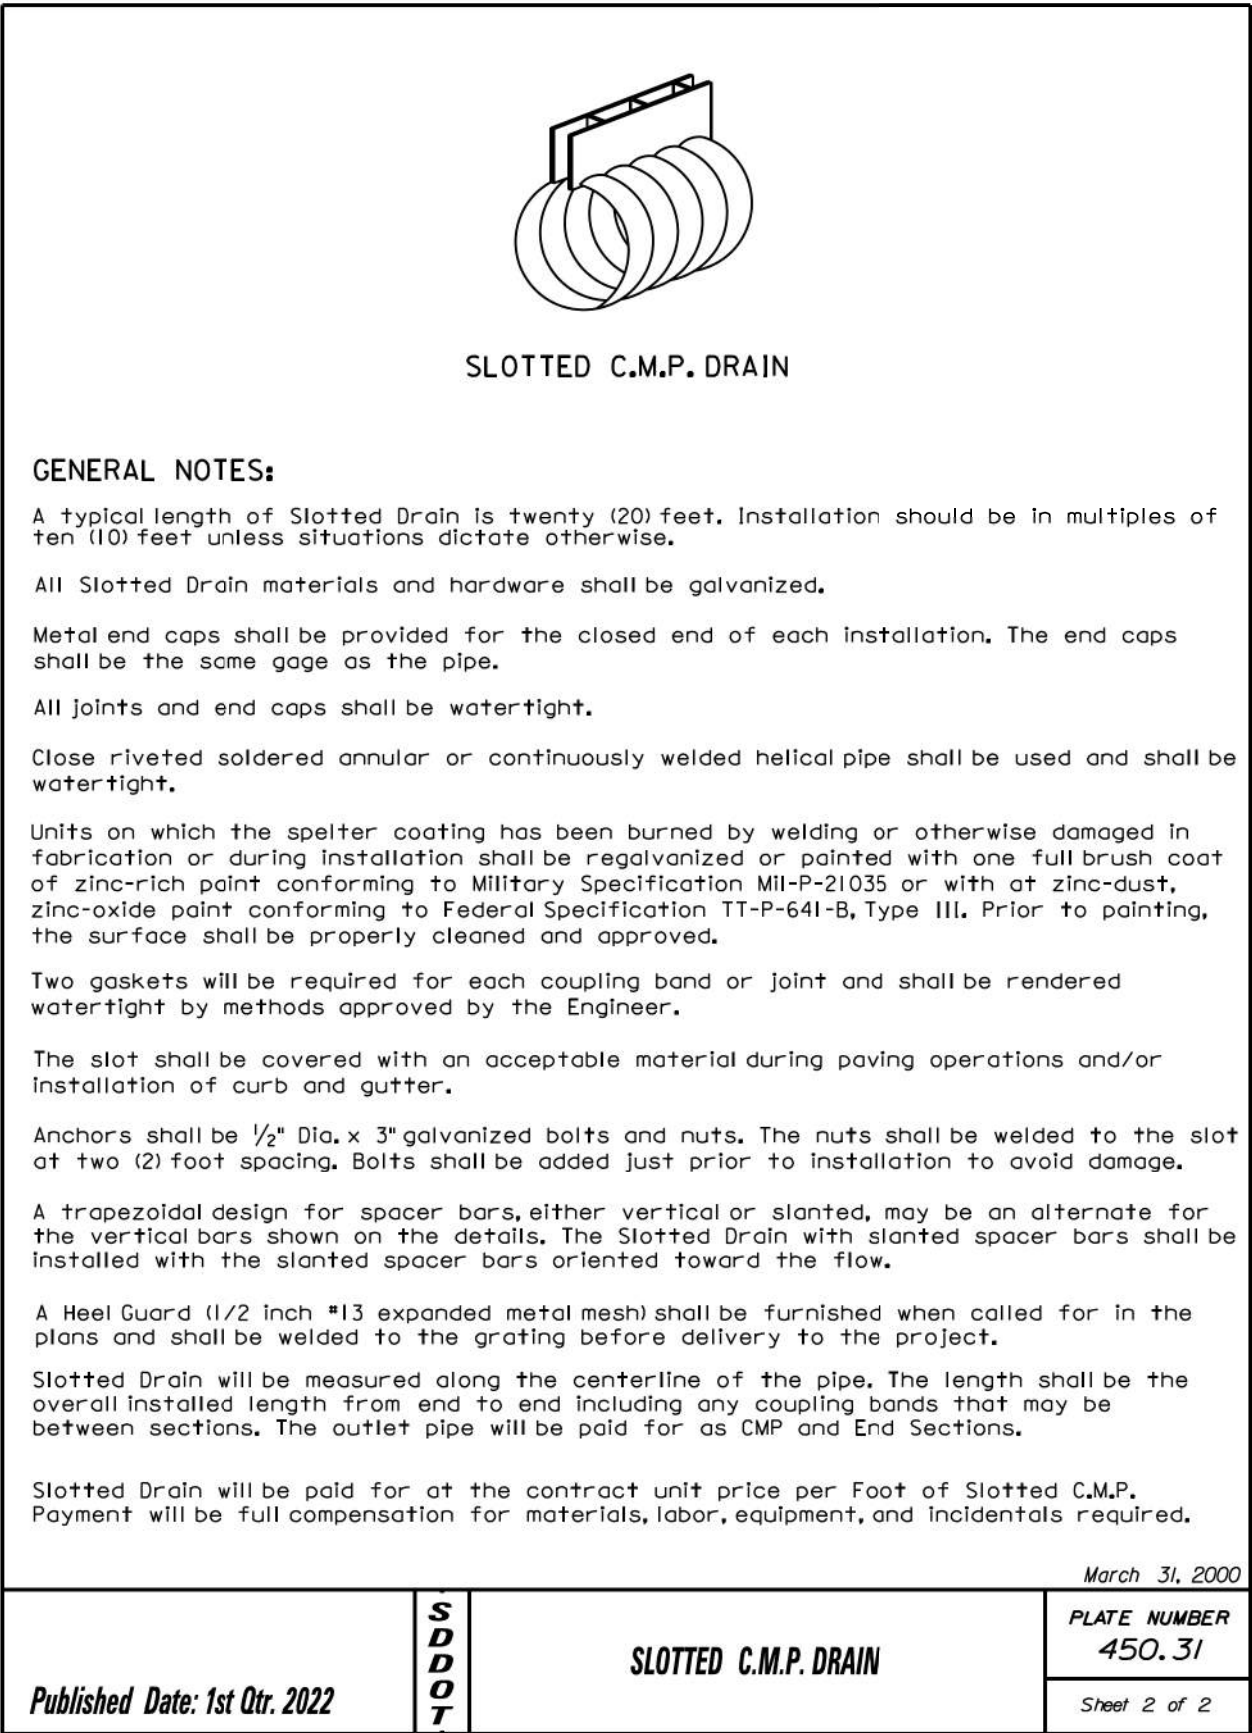 SLOTTED C.M.P. DRAIN
GENERAL NOTES:
A typical length of Slotted Drain is twenty (20) feet. Installation should be in multiples of
ten (10) feet unless situations dictate otherwise.
All Slotted Drain materials and hardware shall be galvanized.
Metal end caps shall be provided for the closed end of each installation. The end caps
shall be the same gage as the pipe.
All joints and end caps shall be watertight.
Close riveted soldered annular or continuously welded helical pipe shall be used and shall be
watertight.
Units on which the spelter coating has been burned by welding or otherwise damaged in
fabrication or during installation shall be regalvanized or painted with one full brush coat
of zinc-rich paint conforming to Military Specification Mil-P-21035 or with at zinc-dust,
zinc-oxide paint conforming to Federal Specification TT-P-641-B, Type III. Prior to painting,
the surface shall be properly cleaned and approved.
Two gaskets will be required for each coupling band or joint and shall be rendered
watertight by methods approved by the Engineer.
The slot shall be covered with an acceptable material during paving operations and/or
installation of curb and gutter.
Anchors shall be 1/2" Dia. x 3" galvanized bolts and nuts. The nuts shall be welded to the slot
at two (2) foot spacing. Bolts shall be added just prior to installation to avoid damage.
A trapezoidal design for spacer bars, either vertical or slanted, may be an alternate for
the vertical bars shown on the details. The Slotted Drain with slanted spacer bars shall be
installed with the slanted spacer bars oriented toward the flow.
A Heel Guard (1/2 inch #13 expanded metal mesh) shall be furnished when called for in the
plans and shall be welded to the grating before delivery to the project.
Slotted Drain will be measured along the centerline of the pipe. The length shall be the
overall installed length from end to end including any coupling bands that may be
between sections. The outlet pipe will be paid for as CMP and End Sections.
Slotted Drain will be paid for at the contract unit price per Foot of Slotted C.M.P.
Payment will be full compensation for materials, labor, equipment, and incidentals required.
March 31, 2000
Published Date: 1st Qtr. 2022
SDDOT
SLOTTED C.M.P. DRAIN
PLATE NUMBER
450.31
Sheet 2 of 2